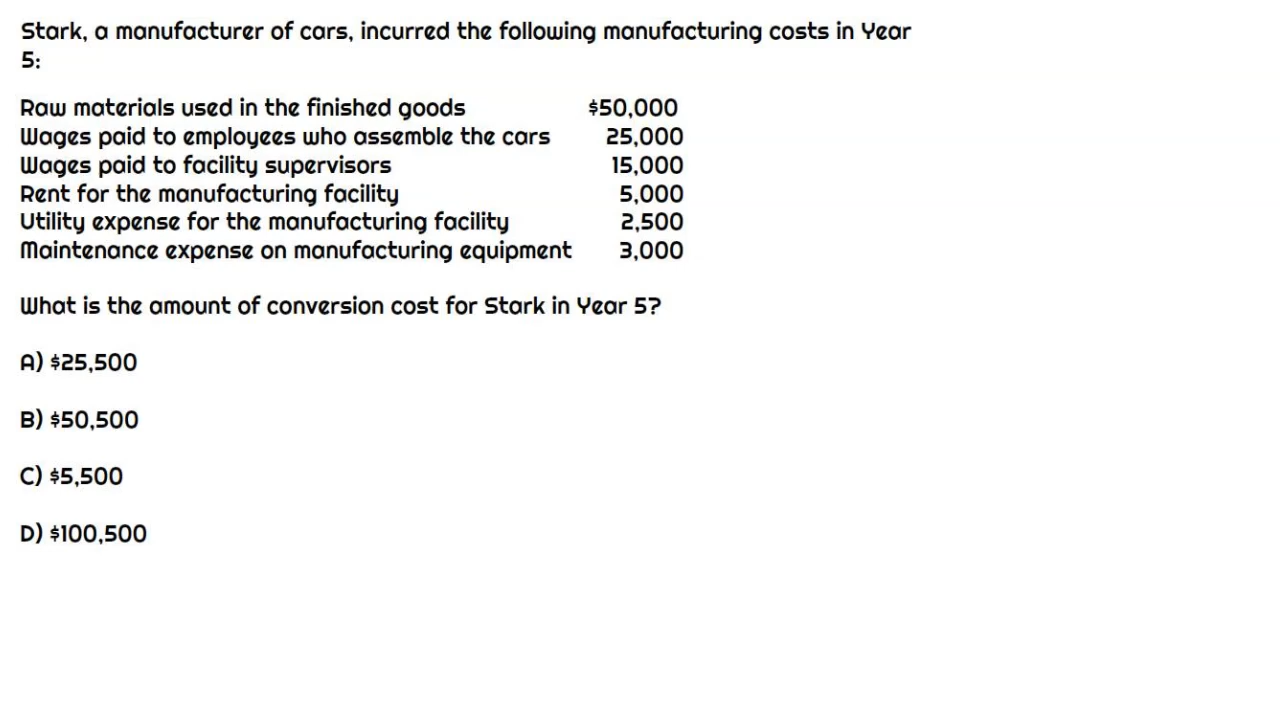 Stark, a manufacturer of cars, incurred the following manufacturing costs in Year
5:
Raw materials used in the finished goods $50,000
Wages paid to employees who assemble the cars 25,000
Wages paid to facility supervisors 15,000
Rent for the manufacturing facility 5,000
Utility expense for the manufacturing facility 2,500
Maintenance expense on manufacturing equipment 3,000
What is the amount of conversion cost for Stark in Year 5?
A) $25,500
B) $50,500
C) $5,500
D) $100,500